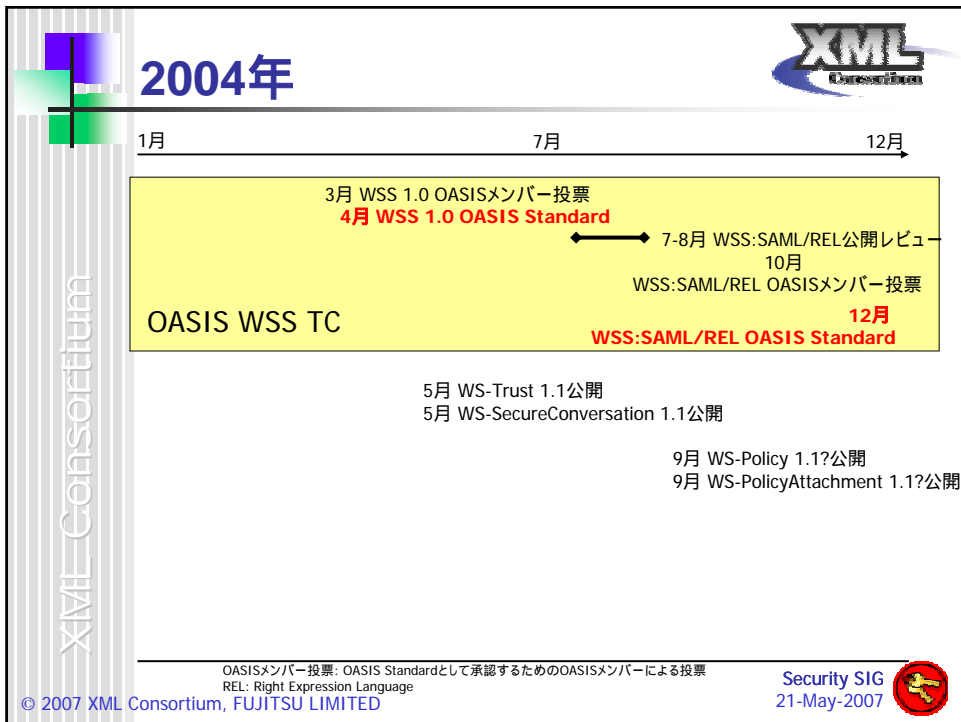 2004年
XML
Consortium
1月 7月 12月
3月 WSS 1.0 OASISメンバー投票
4月 WSS 1.0 OASIS Standard
7-8月 WSS:SAML/REL公開レビュー
10月
WSS:SAML/REL OASISメンバー投票
12月
OASIS WSS TC
WSS:SAML/REL OASIS Standard
5月 WS-Trust 1.1公開
5月 WS-SecureConversation 1.1公開
9月 WS-Policy 1.1?公開
9月 WS-PolicyAttachment 1.1?公開
XML Consortium
OASISメンバー投票: OASIS Standardとして承認するためのOASISメンバーによる投票
REL: Right Expression Language
Security SIG
© 2007 XML Consortium, FUJITSU LIMITED
21-May-2007